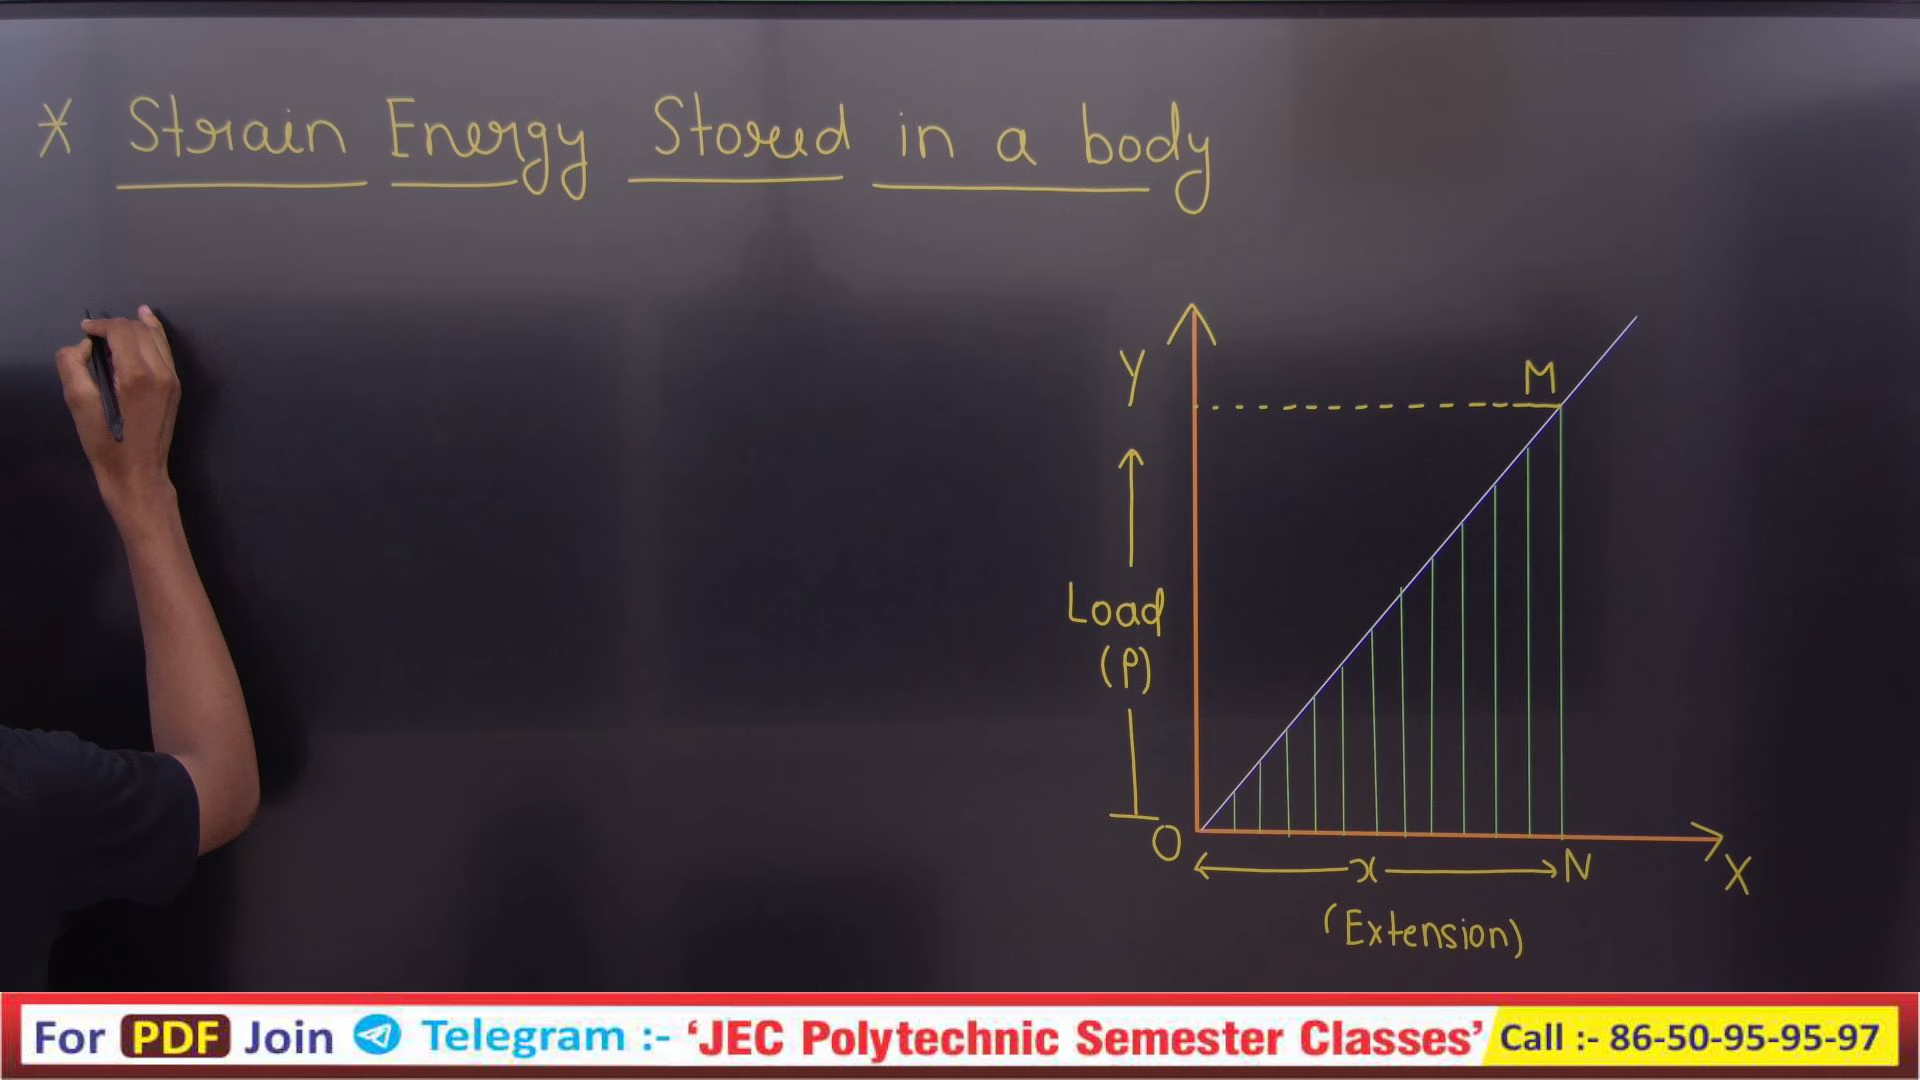 * Strain Energy Stored in a body
Y
M
Load
(P)
O
x
N
X
(Extension)
For PDF Join Telegram :- ‘JEC Polytechnic Semester Classes’ Call :- 86-50-95-95-97